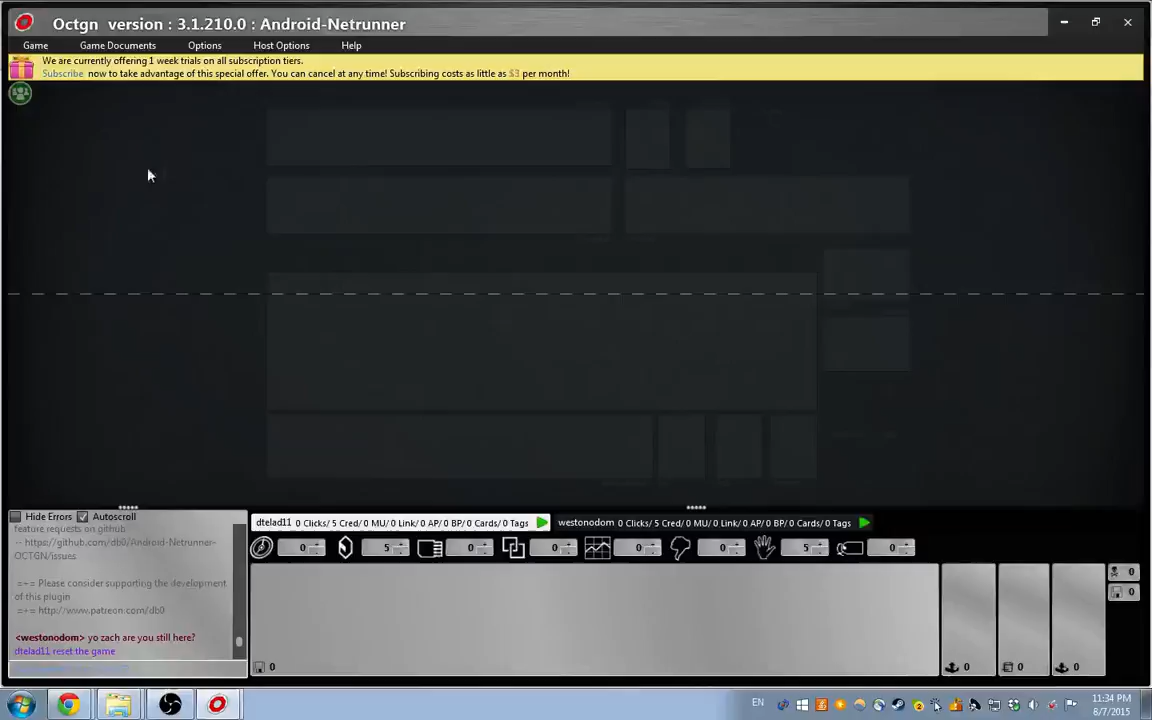 Octgn version : 3.1.210.0 : Android-Netrunner
Game Game Documents Options Host Options Help
We are currently offering 1 week trials on all subscription tiers.
Subscribe now to take advantage of this special offer. You can cancel at any time! Subscribing costs as little as $3 per month!
Hide Errors Autoscroll
feature requests on github
-- https://github.com/db0/Android-Netrunner-
OCTGN/issues
=+= Please consider supporting the development
of this plugin
=+= http://www.patreon.com/db0
<westonodom> yo zach are you still here?
dtelad11 reset the game
dtelad11 0 Clicks/ 5 Cred/ 0 MU/ 0 Link/ 0 AP/ 0 BP/ 0 Cards/ 0 Tags
westonodom 0 Clicks/ 5 Cred/ 0 MU/ 0 Link/ 0 AP/ 0 BP/ 0 Cards/ 0 Tags
0 5 0 0 0 0 5 0
0
0
0 0 0 0
EN
11:34 PM
8/7/2015